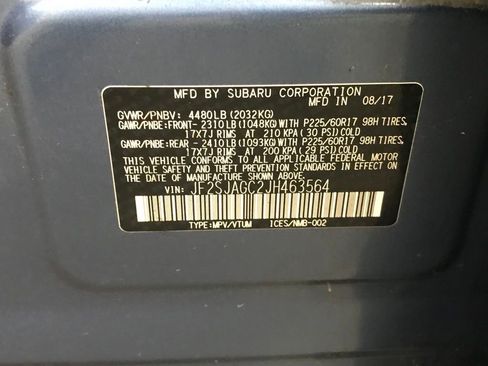 MFD BY SUBARU CORPORATION
MFD IN 08/17
GVWR/PNBV: 4480LB (2032KG)
GAWR/PNBE:FRONT- 2310LB(1048KG) WITH P225/60R17 98H TIRES.
17X7J RIMS AT 210 KPA (30 PSI) COLD
GAWR/PNBE:REAR - 2410LB(1093KG) WITH P225/60R17 98H TIRES.
17X7J RIMS AT 200 KPA (29 PSI) COLD
THIS VEHICLE CONFORMS TO ALL APPLICABLE FEDERAL MOTOR
VEHICLE SAFETY AND THEFT PREVENTION STANDARDS IN EFFECT ON
THE DATE OF MANUFACTURE SHOWN ABOVE.
VIN: JF2SJAGC2JH463564
TYPE:MPV/VTUM ICES/NMB-002